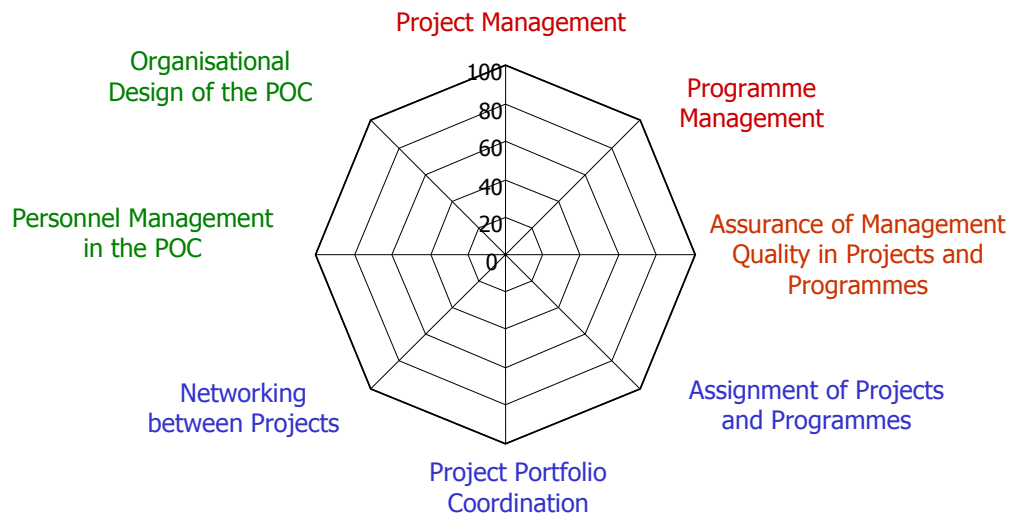 Project Management
Organisational
Design of the POC
100
Programme
Management
80
60
40
Personnel Management
in the POC
20
0
Assurance of Management
Quality in Projects and
Programmes
Networking
between Projects
Assignment of Projects
and Programmes
Project Portfolio
Coordination